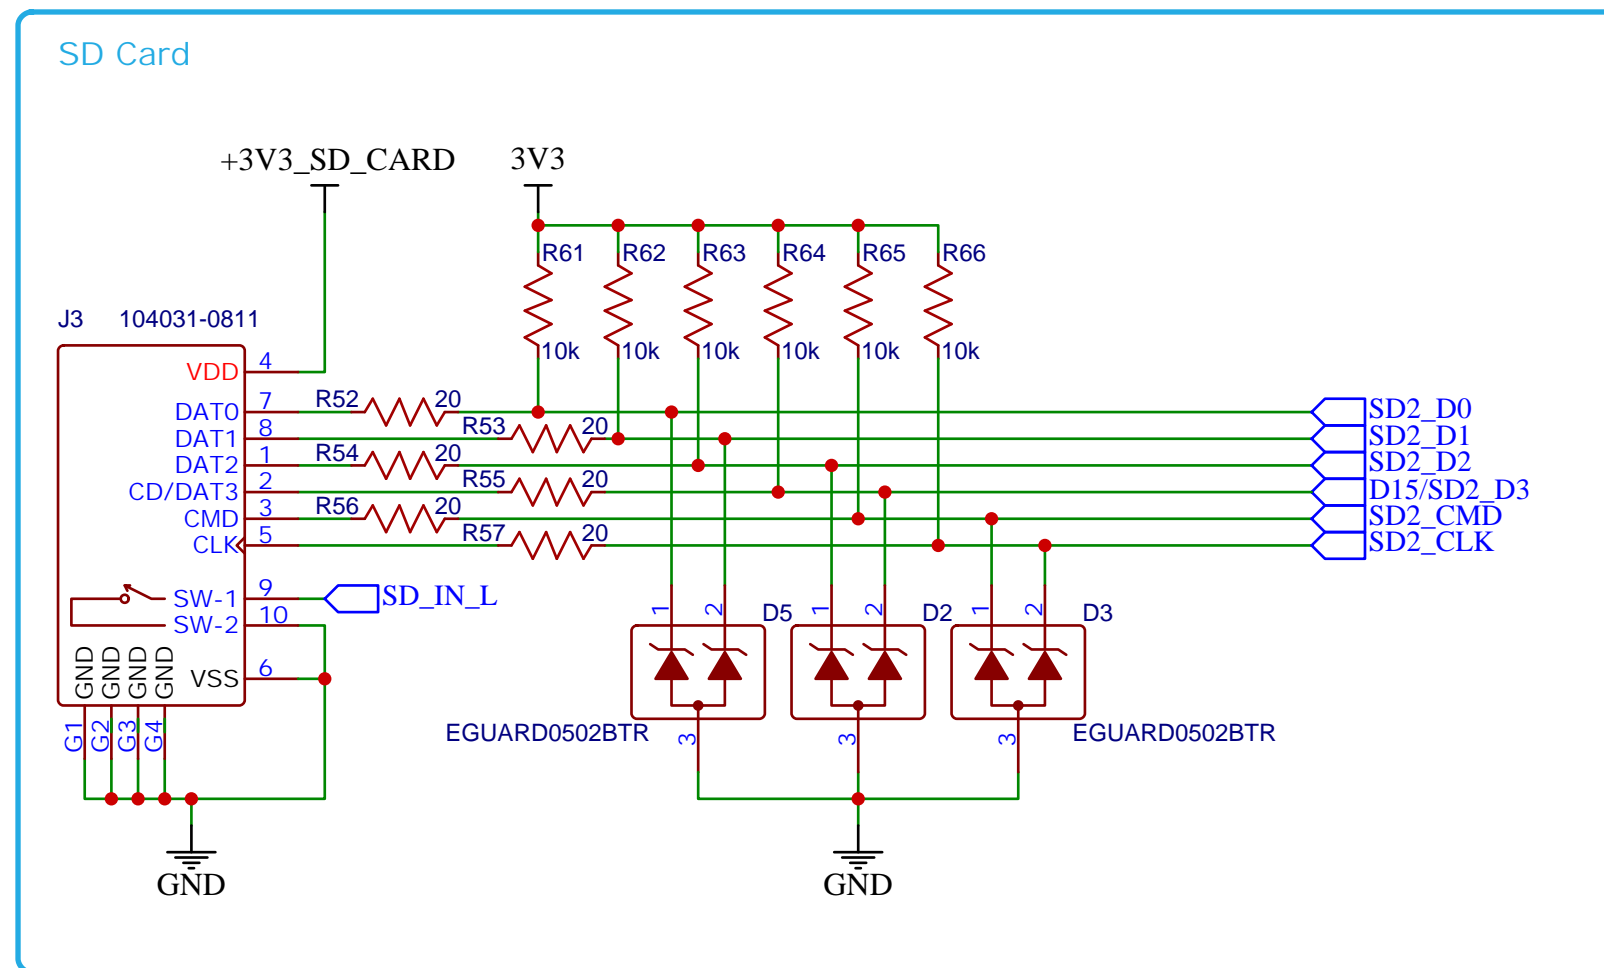 SD Card
+3V3_SD_CARD 3V3
R61 R62 R63 R64 R65 R66
J3 104031-0811
10k 10k 10k 10k 10k 10k
VDD 4
DAT0 7 R52 20 SD2_D0
DAT1 8 R53 20 SD2_D1
DAT2 1 R54 20 SD2_D2
CD/DAT3 2 R55 20 D15/SD2_D3
CMD 3 R56 20 SD2_CMD
CLK 5 R57 20 SD2_CLK
SW-1 9 SD_IN_L
SW-2 10
1 2 D5 1 2 D2 1 2 D3
GND GND GND GND VSS 6
G1 G2 G3 G4
EGUARD0502BTR EGUARD0502BTR
3 3 3
GND GND